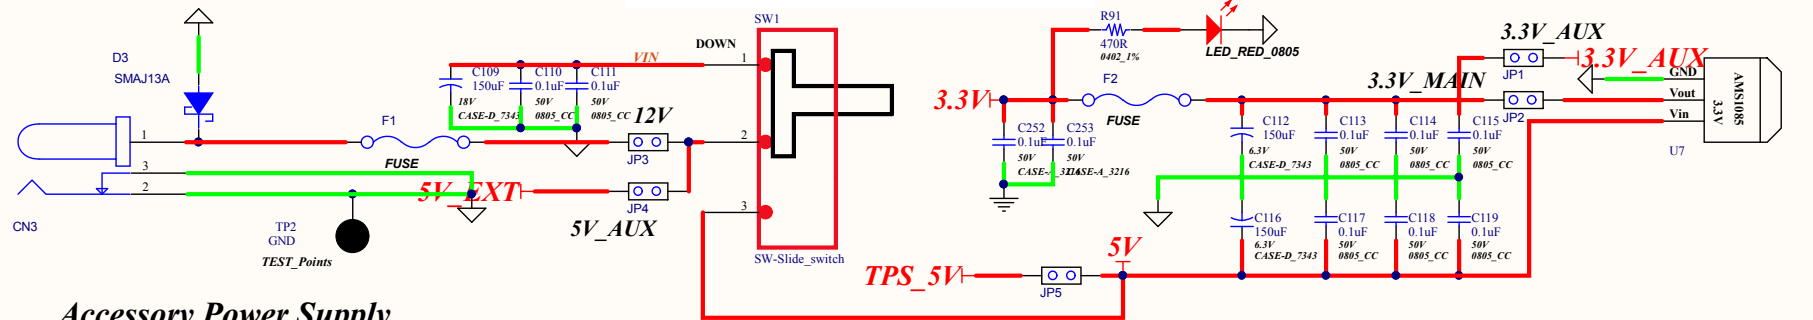 D3
SMAJ13A
1
3
2
CN3
F1
FUSE
TP2
GND
TEST_Points
VIN
C109
150uF
18V
CASE-D_7343
C110
0.1uF
50V
0805_CC
C111
0.1uF
50V
0805_CC
12V
JP3
5V_EXT
JP4
5V_AUX
DOWN
SW1
1
2
3
SW-Slide_switch
3.3V
R91
470R
0402_1%
LED_RED_0805
F2
FUSE
C252
0.1uF
50V
C253
0.1uF
50V
CASE-A_3216
3.3V_MAIN
3.3V_AUX
JP1
3.3V_AUX
JP2
GND
Vout
Vin
AMS1085
3.3V
U7
C112
150uF
6.3V
CASE-D_7343
C113
0.1uF
50V
0805_CC
C114
0.1uF
50V
0805_CC
C115
0.1uF
50V
0805_CC
C116
150uF
6.3V
CASE-D_7343
C117
0.1uF
50V
0805_CC
C118
0.1uF
50V
0805_CC
C119
0.1uF
50V
0805_CC
TPS_5V
JP5
5V
Accessory Power Supply